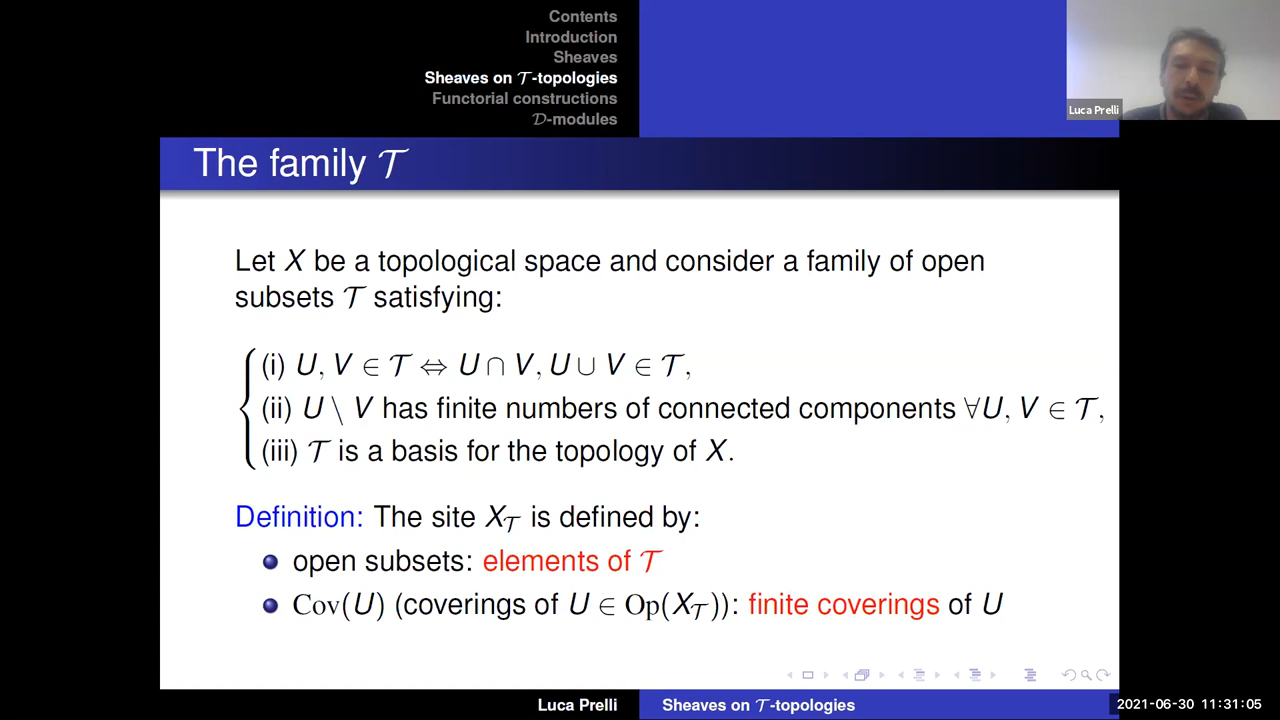 Contents
Introduction
Sheaves
Sheaves on 𝒯-topologies
Functorial constructions
𝒟-modules
Luca Prelli
The family 𝒯
Let X be a topological space and consider a family of open
subsets 𝒯 satisfying:
(i) U, V ∈ 𝒯 ⇔ U ∩ V, U ∪ V ∈ 𝒯,
(ii) U \ V has finite numbers of connected components ∀U, V ∈ 𝒯,
(iii) 𝒯 is a basis for the topology of X.
Definition: The site X_𝒯 is defined by:
open subsets: elements of 𝒯
Cov(U) (coverings of U ∈ Op(X_𝒯)): finite coverings of U
Luca Prelli
Sheaves on 𝒯-topologies
2021-06-30 11:31:05